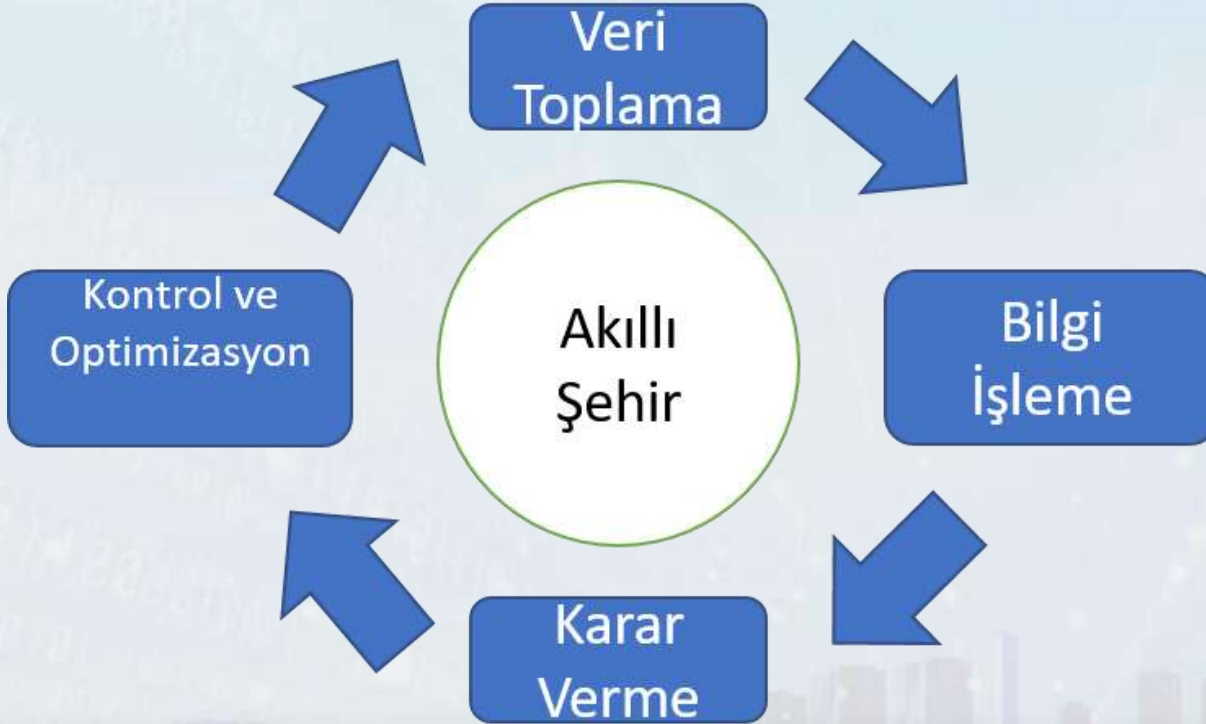 Veri
Toplama
Kontrol ve
Optimizasyon
Akıllı
Şehir
Bilgi
İşleme
Karar
Verme